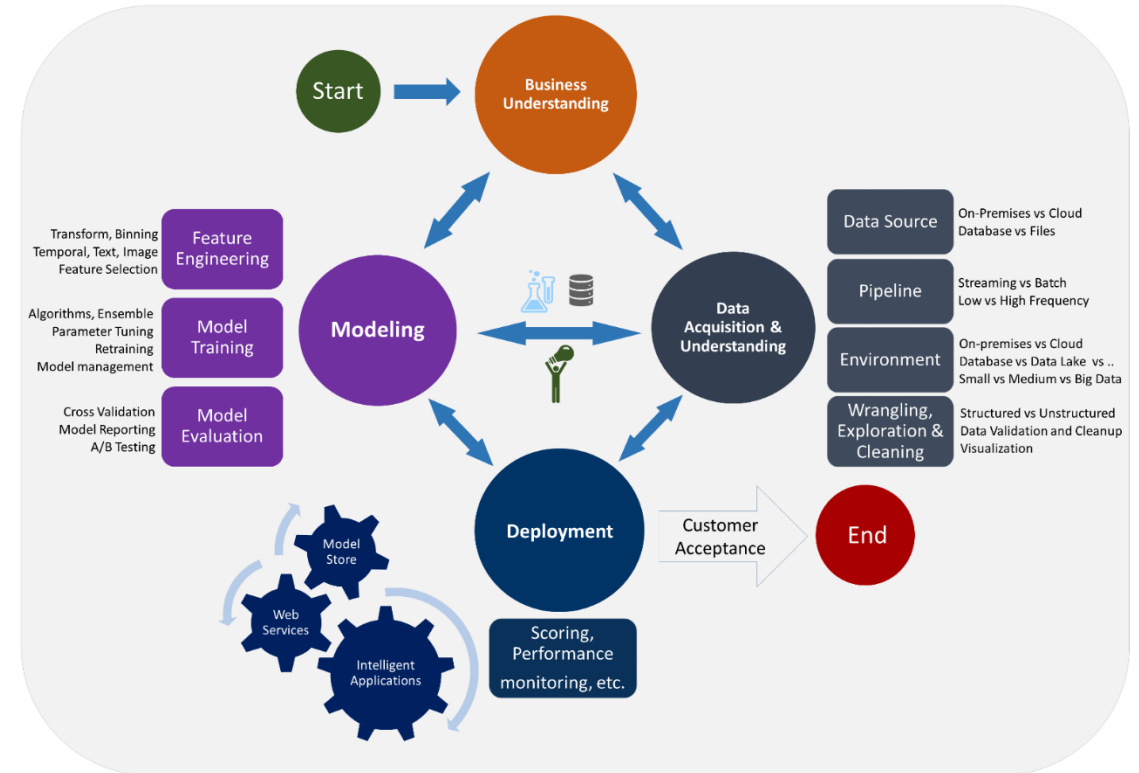 Start
Business
Understanding
Transform, Binning
Temporal, Text, Image
Feature Selection
Feature
Engineering
Algorithms, Ensemble
Parameter Tuning
Retraining
Model management
Model
Training
Cross Validation
Model Reporting
A/B Testing
Model
Evaluation
Modeling
Data
Acquisition &
Understanding
Data Source
On-Premises vs Cloud
Database vs Files
Pipeline
Streaming vs Batch
Low vs High Frequency
Environment
On-premises vs Cloud
Database vs Data Lake vs ..
Small vs Medium vs Big Data
Wrangling,
Exploration &
Cleaning
Structured vs Unstructured
Data Validation and Cleanup
Visualization
Deployment
Customer
Acceptance
End
Model
Store
Web
Services
Intelligent
Applications
Scoring,
Performance
monitoring, etc.